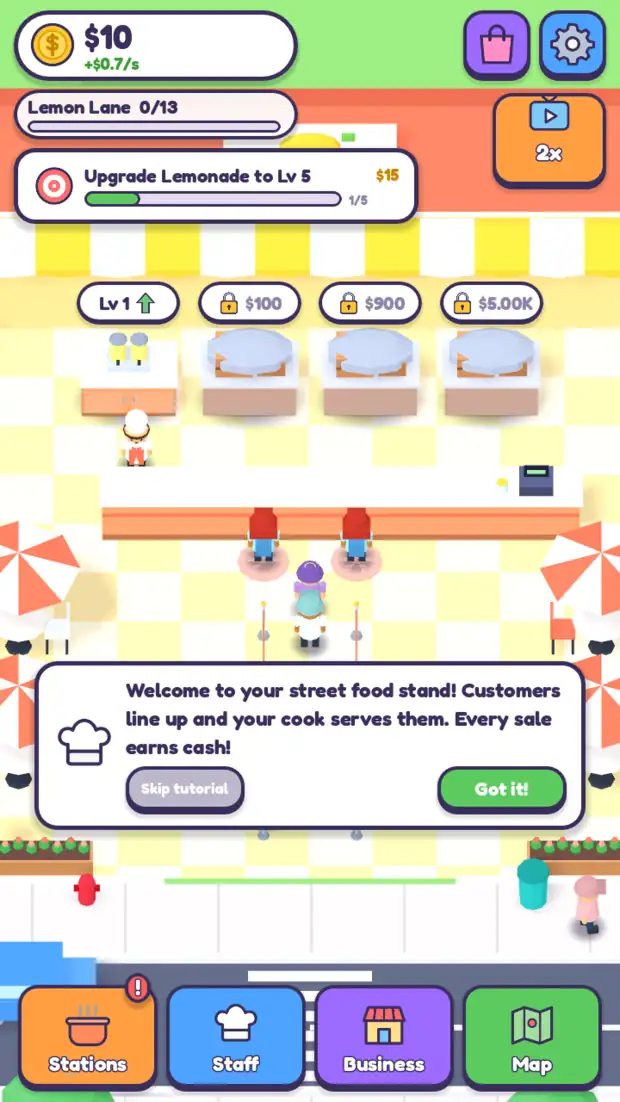 $10
+$0.7/s
Lemon Lane 0/13
Upgrade Lemonade to Lv 5 $15
1/5
2x
Lv 1
$100
$900
$5.00K
Welcome to your street food stand! Customers
line up and your cook serves them. Every sale
earns cash!
Skip tutorial
Got it!
!
Stations
Staff
Business
Map